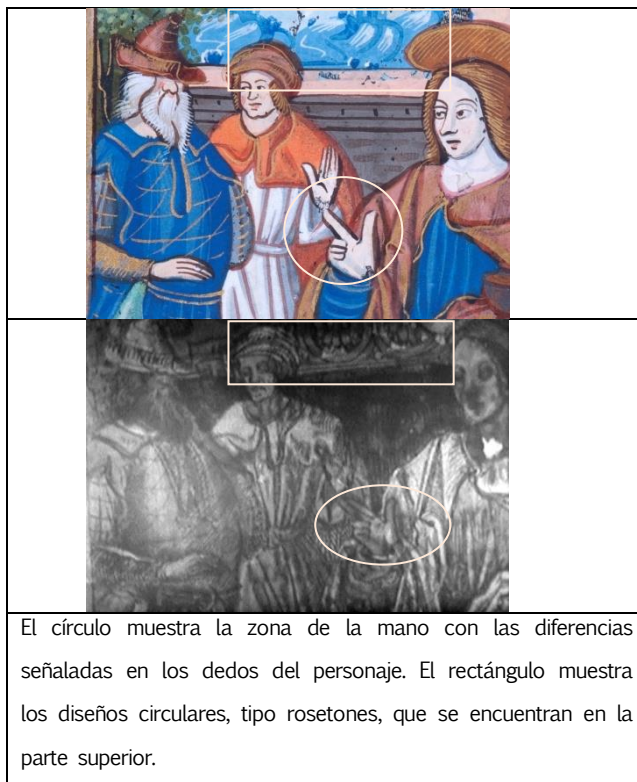 El círculo muestra la zona de la mano con las diferencias
señaladas en los dedos del personaje. El rectángulo muestra
los diseños circulares, tipo rosetones, que se encuentran en la
parte superior.